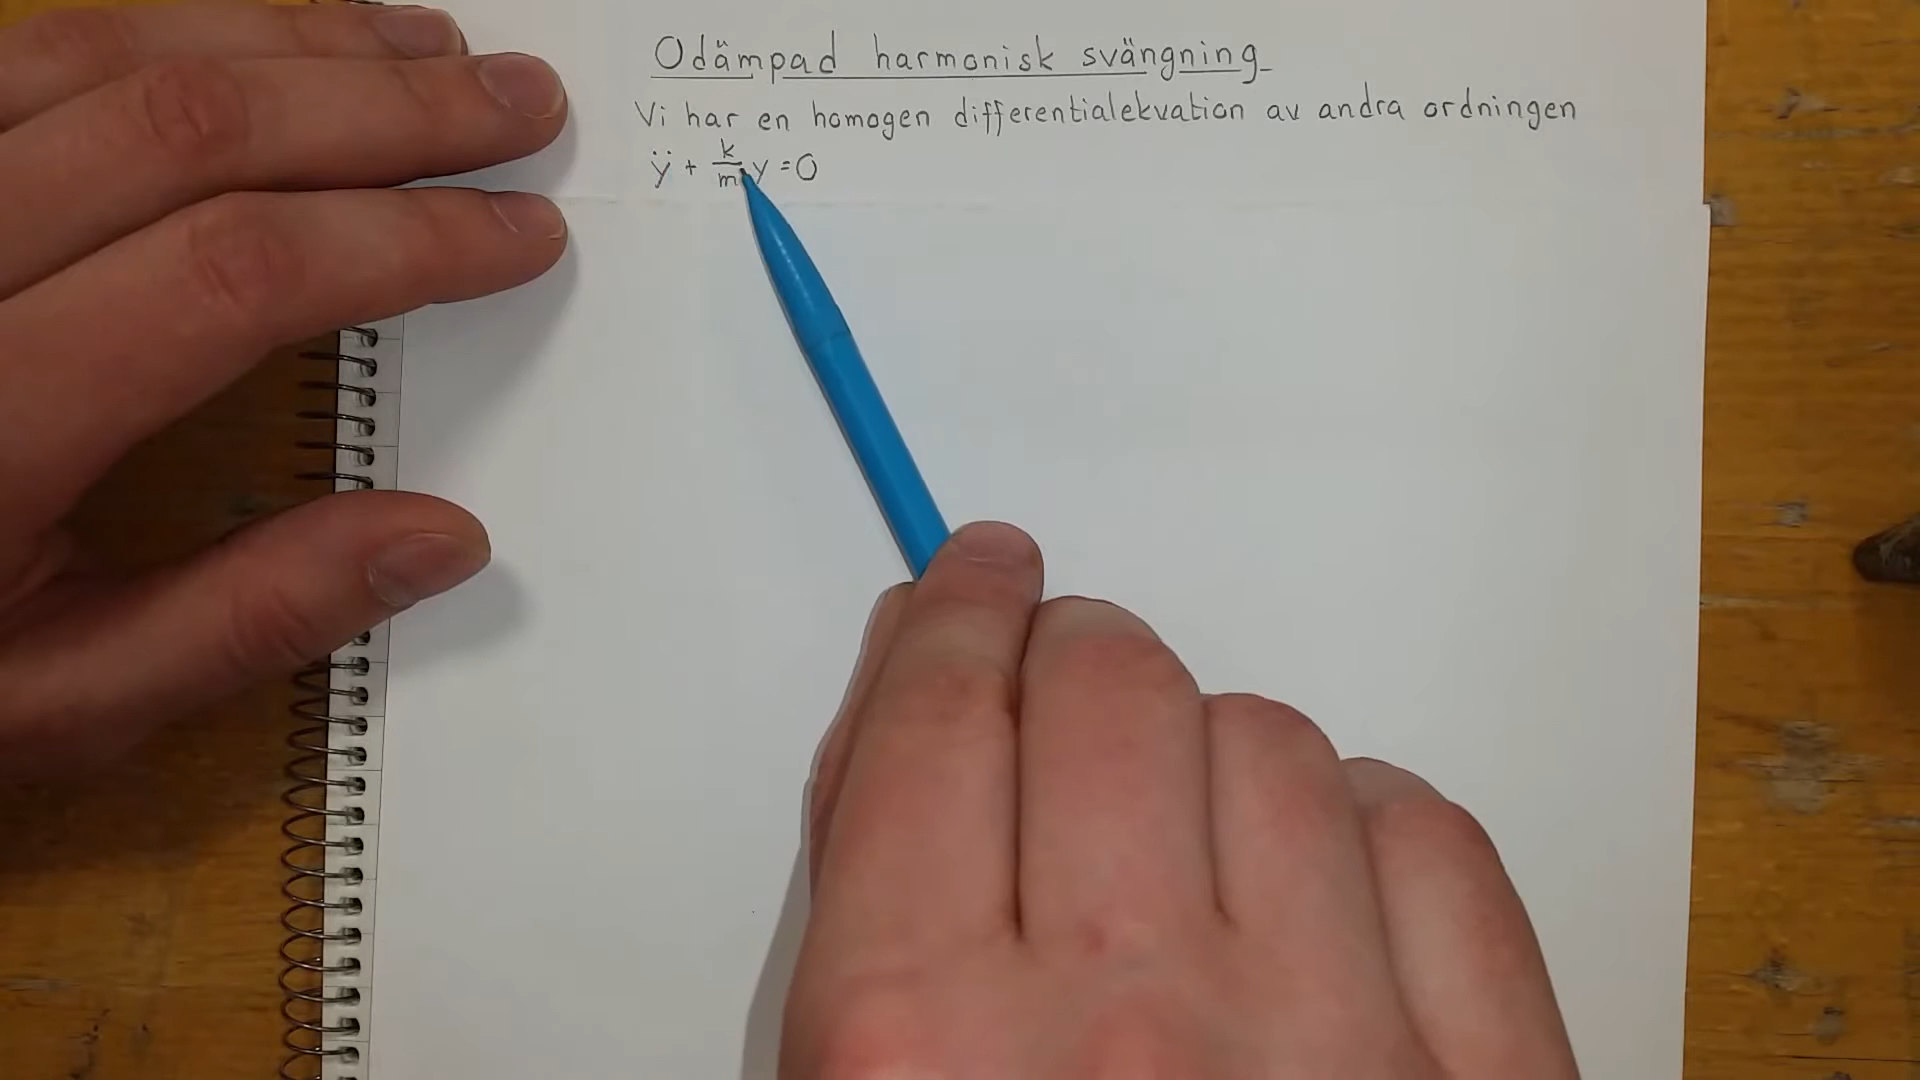 Odämpad harmonisk svängning
Vi har en homogen differentialekvation av andra ordningen
ÿ + k/m y = 0